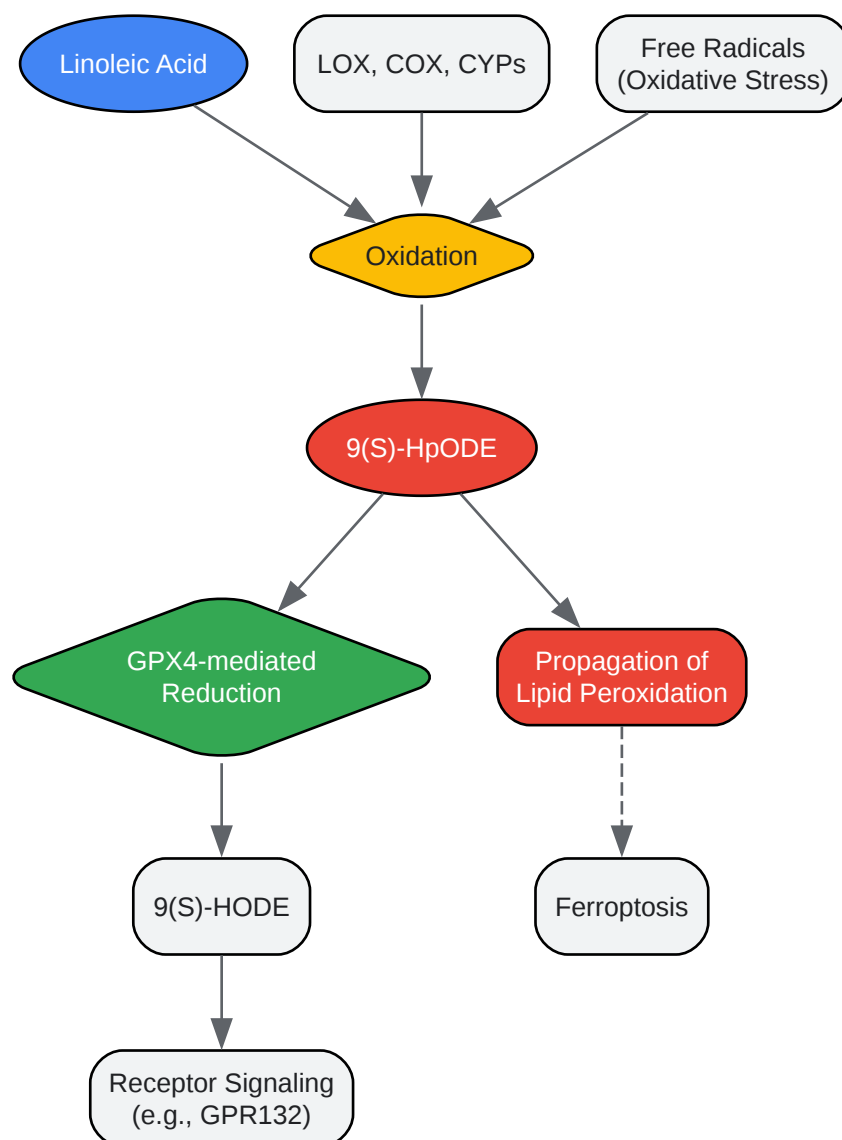 Linoleic Acid
LOX, COX, CYPs
Free Radicals
(Oxidative Stress)
Oxidation
9(S)-HpODE
GPX4-mediated
Reduction
Propagation of
Lipid Peroxidation
9(S)-HODE
Ferroptosis
Receptor Signaling
(e.g., GPR132)